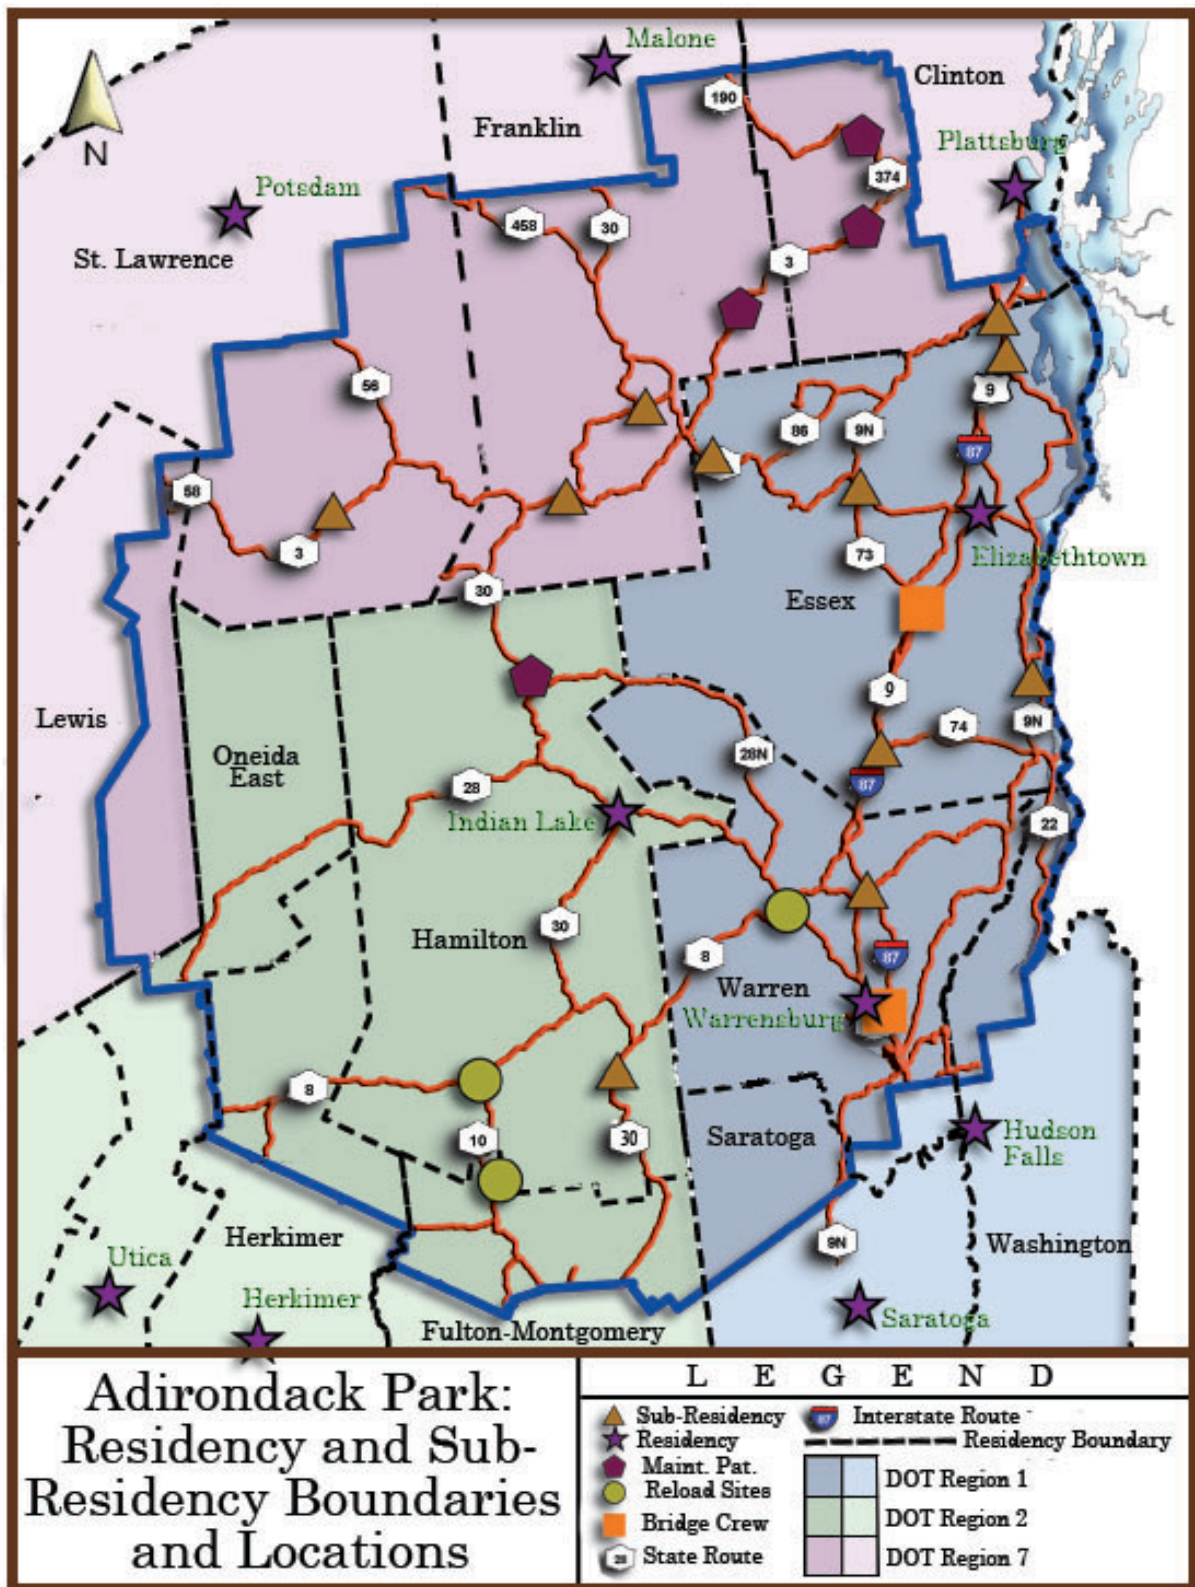 Malone
Clinton
190
Franklin
Plattsburg
N
374
Potsdam
458
30
St. Lawrence
3
56
9
86
9N
87
58
3
73
Elizabethtown
30
Essex
9
Lewis
74
9N
Oneida
East
28N
28
87
Indian Lake
22
30
Hamilton
8
87
Warren
Warrensburg
8
10
30
Saratoga
Hudson
Falls
Herkimer
9N
Washington
Utica
Herkimer
Saratoga
Fulton-Montgomery
Adirondack Park:
Residency and Sub-
Residency Boundaries
and Locations
L E G E N D
Sub-Residency
Residency
Maint. Pat.
Reload Sites
Bridge Crew
28 State Route
87 Interstate Route
Residency Boundary
DOT Region 1
DOT Region 2
DOT Region 7